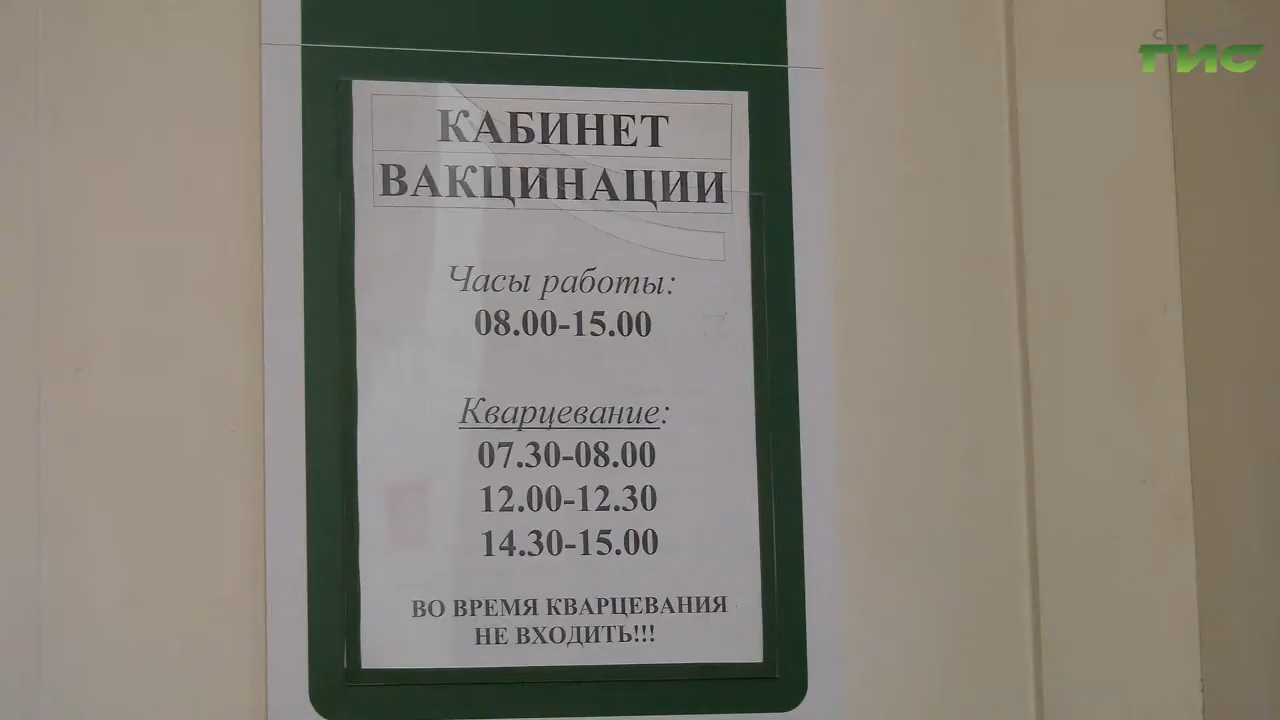 ГИС
КАБИНЕТ
ВАКЦИНАЦИИ
Часы работы:
08.00-15.00
Кварцевание:
07.30-08.00
12.00-12.30
14.30-15.00
ВО ВРЕМЯ КВАРЦЕВАНИЯ
НЕ ВХОДИТЬ!!!